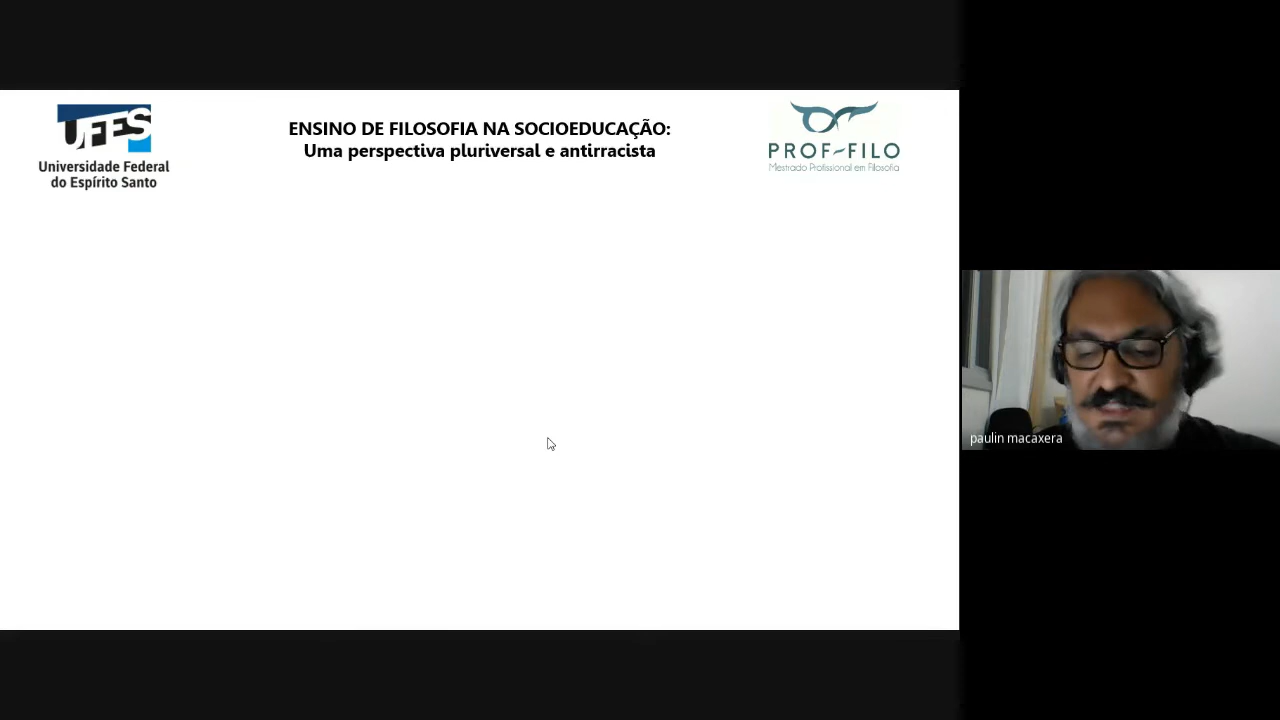 UFES
Universidade Federal
do Espírito Santo
ENSINO DE FILOSOFIA NA SOCIOEDUCAÇÃO:
Uma perspectiva pluriversal e antirracista
PROF-FILO
Mestrado Profissional em Filosofia
paulin macaxera